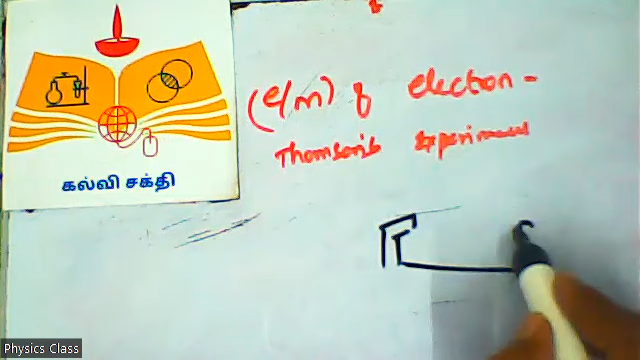 கல்வி சக்தி
(e/m) of electron -
Thomson's Experiment
Physics Class